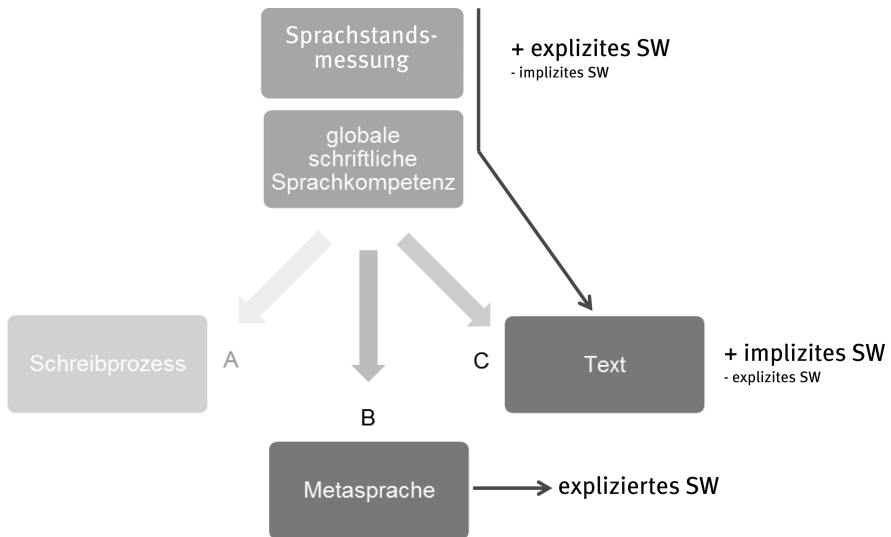 Sprachstands-
messung
+ explizites SW
- implizites SW
globale
schriftliche
Sprachkompetenz
Schreibprozess
A
C
Text
+ implizites SW
- explizites SW
B
Metasprache
expliziertes SW